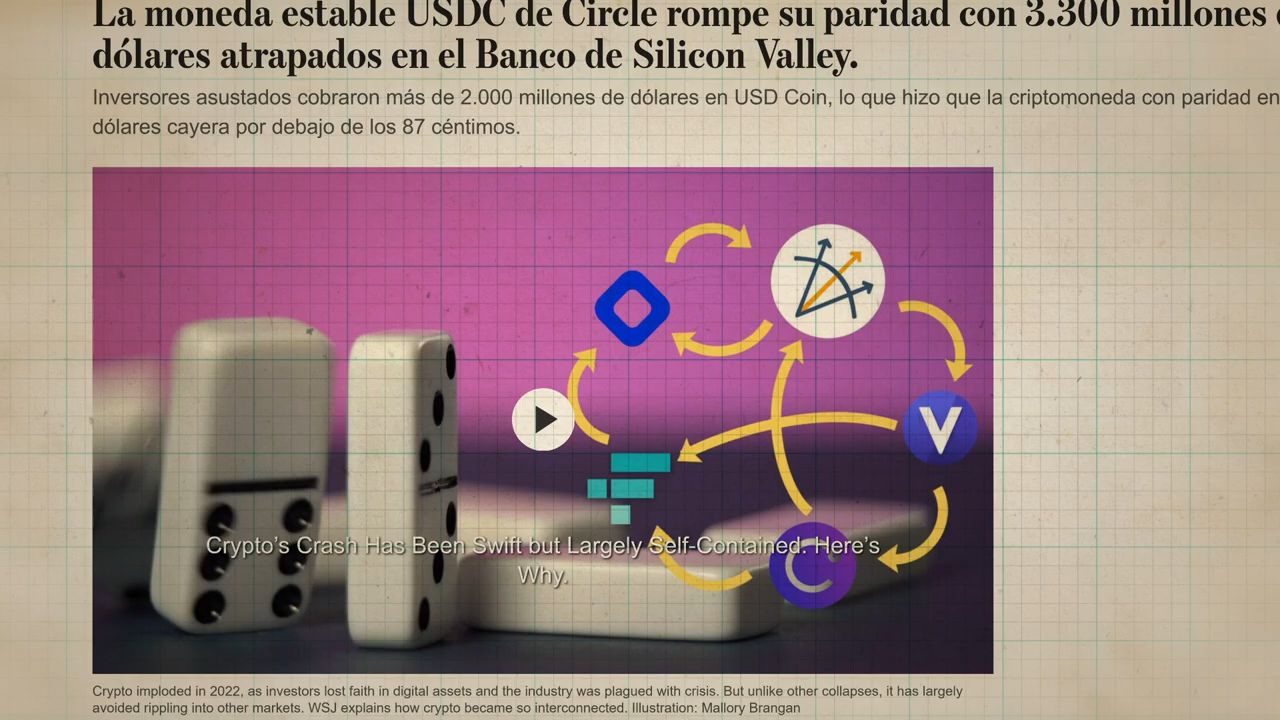 La moneda estable USDC de Circle rompe su paridad con 3.300 millones
dólares atrapados en el Banco de Silicon Valley.
Inversores asustados cobraron más de 2.000 millones de dólares en USD Coin, lo que hizo que la criptomoneda con paridad en
dólares cayera por debajo de los 87 céntimos.
V
Crypto's Crash Has Been Swift but Largely Self-Contained. Here's
Why.
Crypto imploded in 2022, as investors lost faith in digital assets and the industry was plagued with crisis. But unlike other collapses, it has largely
avoided rippling into other markets. WSJ explains how crypto became so interconnected. Illustration: Mallory Brangan